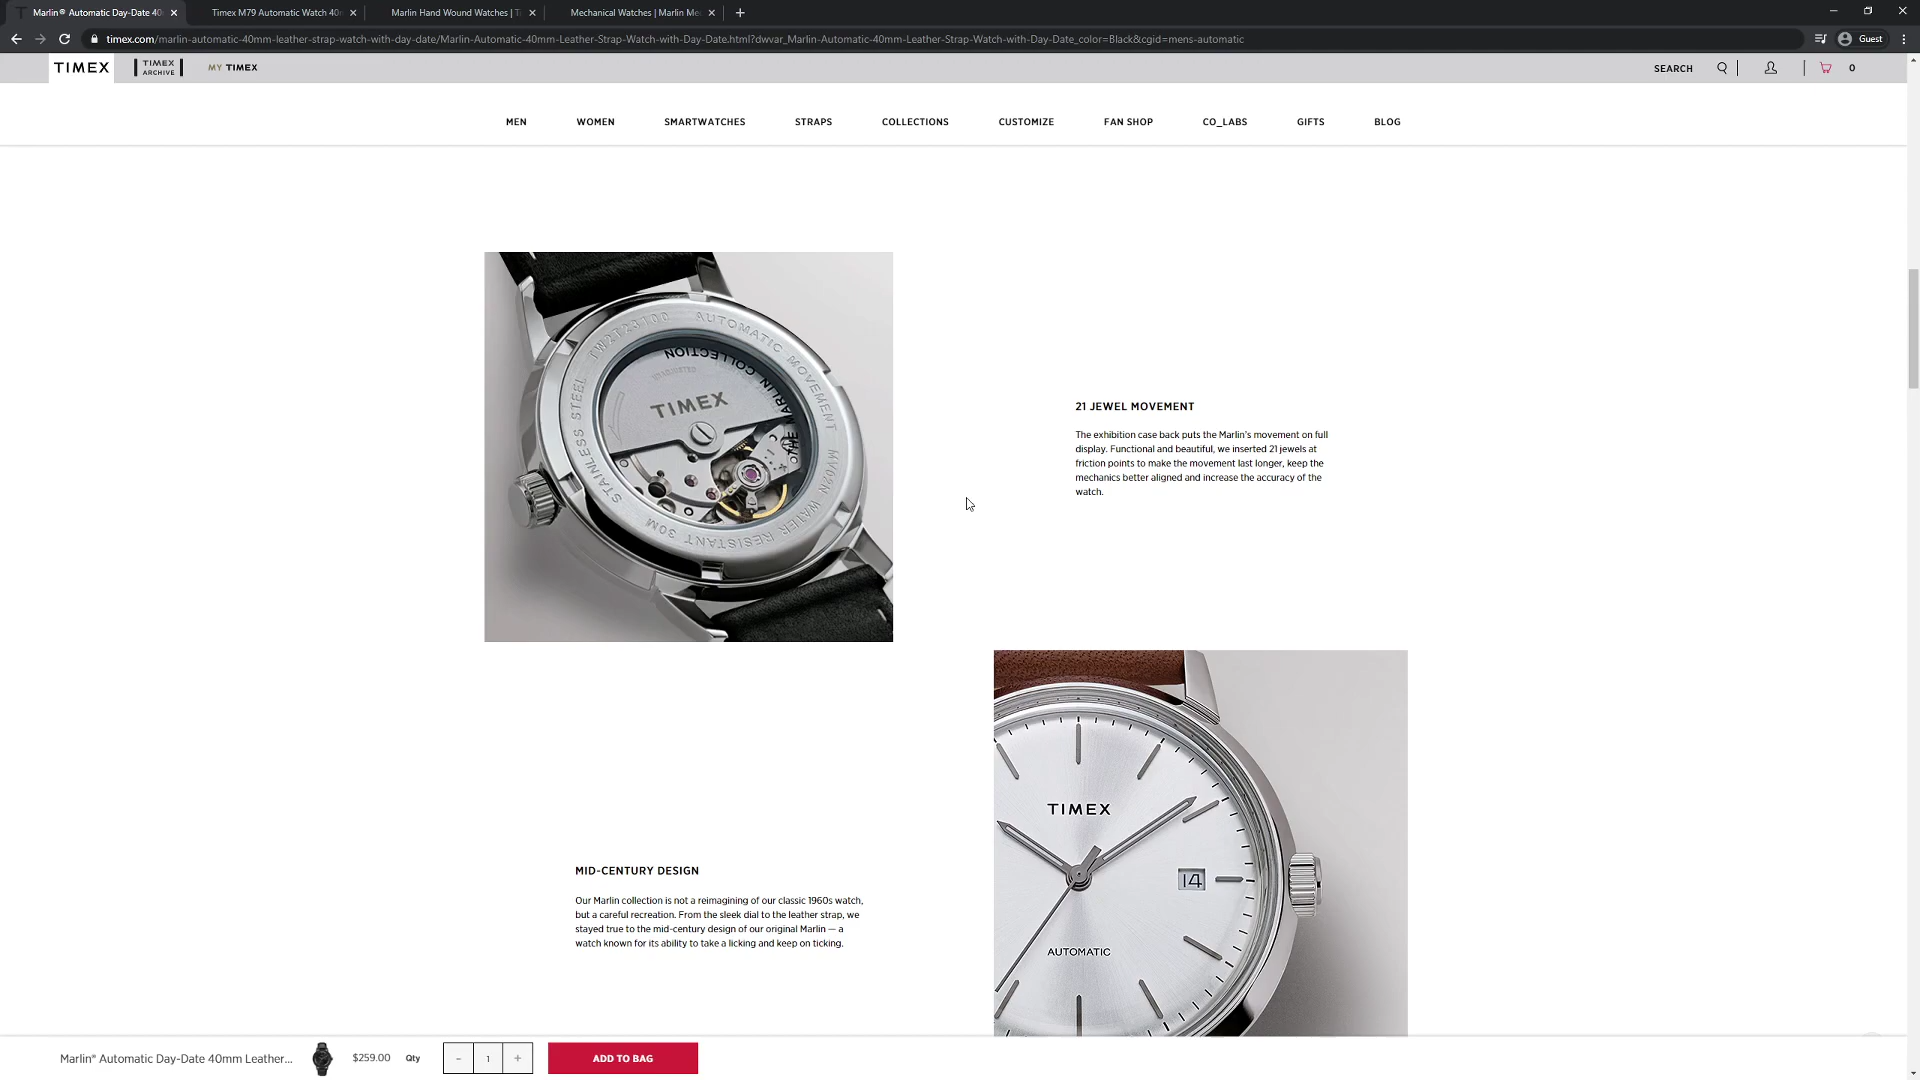 Marlin® Automatic Day-Date 40
Timex M79 Automatic Watch 40
Marlin Hand Wound Watches | T
Mechanical Watches | Marlin Me
timex.com/marlin-automatic-40mm-leather-strap-watch-with-day-date/Marlin-Automatic-40mm-Leather-Strap-Watch-with-Day-Date.html?dwvar_Marlin-Automatic-40mm-Leather-Strap-Watch-with-Day-Date_color=Black&cgid=mens-automatic
Guest
TIMEX
TIMEX
ARCHIVE
MY TIMEX
SEARCH
0
MEN
WOMEN
SMARTWATCHES
STRAPS
COLLECTIONS
CUSTOMIZE
FAN SHOP
CO_LABS
GIFTS
BLOG
STAINLESS STEEL TW2T23100 AUTOMATIC MOVEMENT MV02N WATER RESISTANT 30M
THE MARLIN COLLECTION
TIMEX
21 JEWEL MOVEMENT
The exhibition case back puts the Marlin's movement on full
display. Functional and beautiful, we inserted 21 jewels at
friction points to make the movement last longer, keep the
mechanics better aligned and increase the accuracy of the
watch.
TIMEX
14
AUTOMATIC
MID-CENTURY DESIGN
Our Marlin collection is not a reimagining of our classic 1960s watch,
but a careful recreation. From the sleek dial to the leather strap, we
stayed true to the mid-century design of our original Marlin — a
watch known for its ability to take a licking and keep on ticking.
Marlin® Automatic Day-Date 40mm Leather...
$259.00
Qty
-
1
+
ADD TO BAG